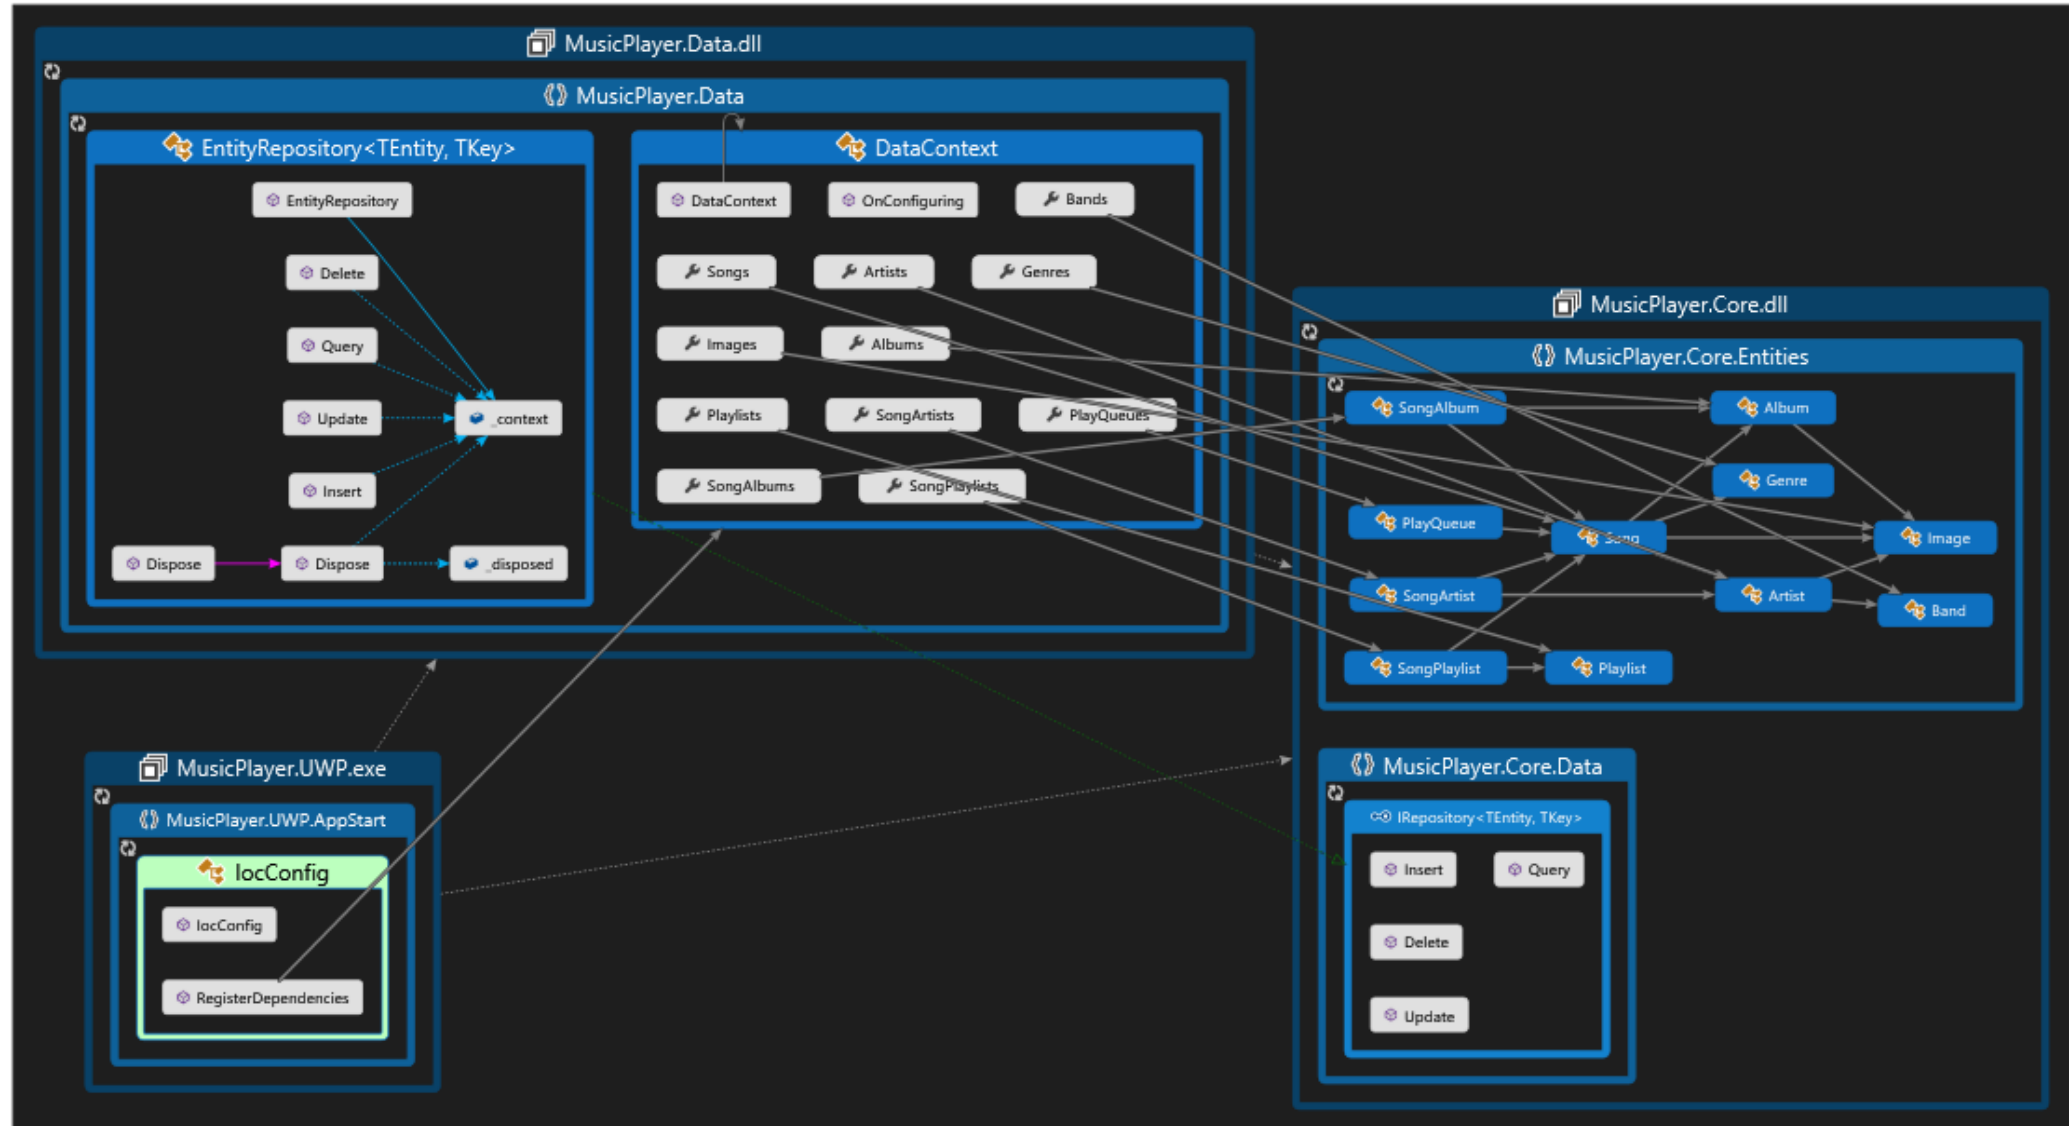 MusicPlayer.Data.dll
MusicPlayer.Data
EntityRepository<TEntity, TKey>
EntityRepository
Delete
Query
Update
_context
Insert
Dispose
Dispose
_disposed
DataContext
DataContext
OnConfiguring
Bands
Songs
Artists
Genres
Images
Albums
Playlists
SongArtists
PlayQueues
SongAlbums
SongPlaylists
MusicPlayer.Core.dll
MusicPlayer.Core.Entities
SongAlbum
Album
Genre
PlayQueue
Song
Image
SongArtist
Artist
Band
SongPlaylist
Playlist
MusicPlayer.Core.Data
IRepository<TEntity, TKey>
Insert
Query
Delete
Update
MusicPlayer.UWP.exe
MusicPlayer.UWP.AppStart
IocConfig
IocConfig
RegisterDependencies